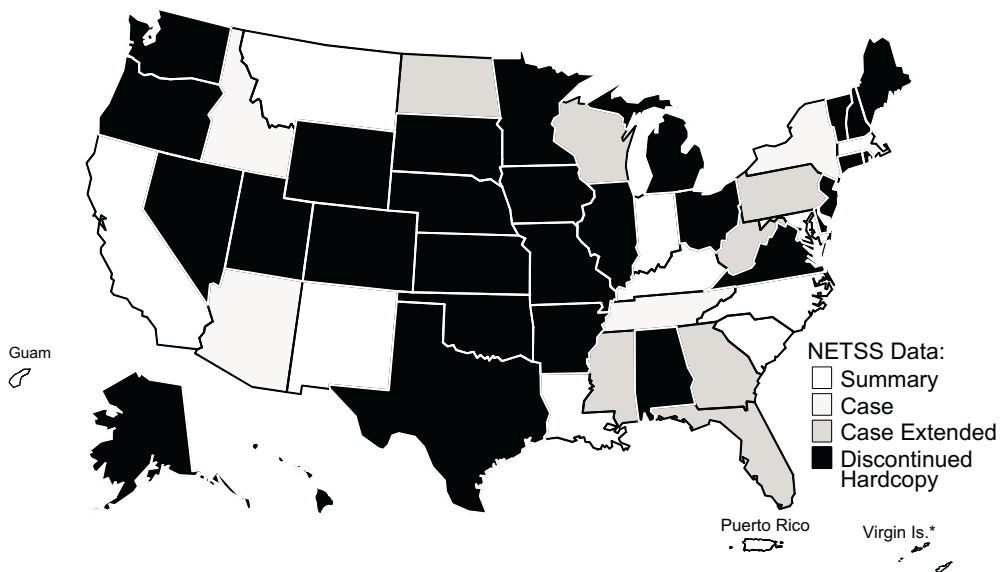 Guam
NETSS Data:
Summary
Case
Case Extended
Discontinued
Hardcopy
Puerto Rico
Virgin Is.*